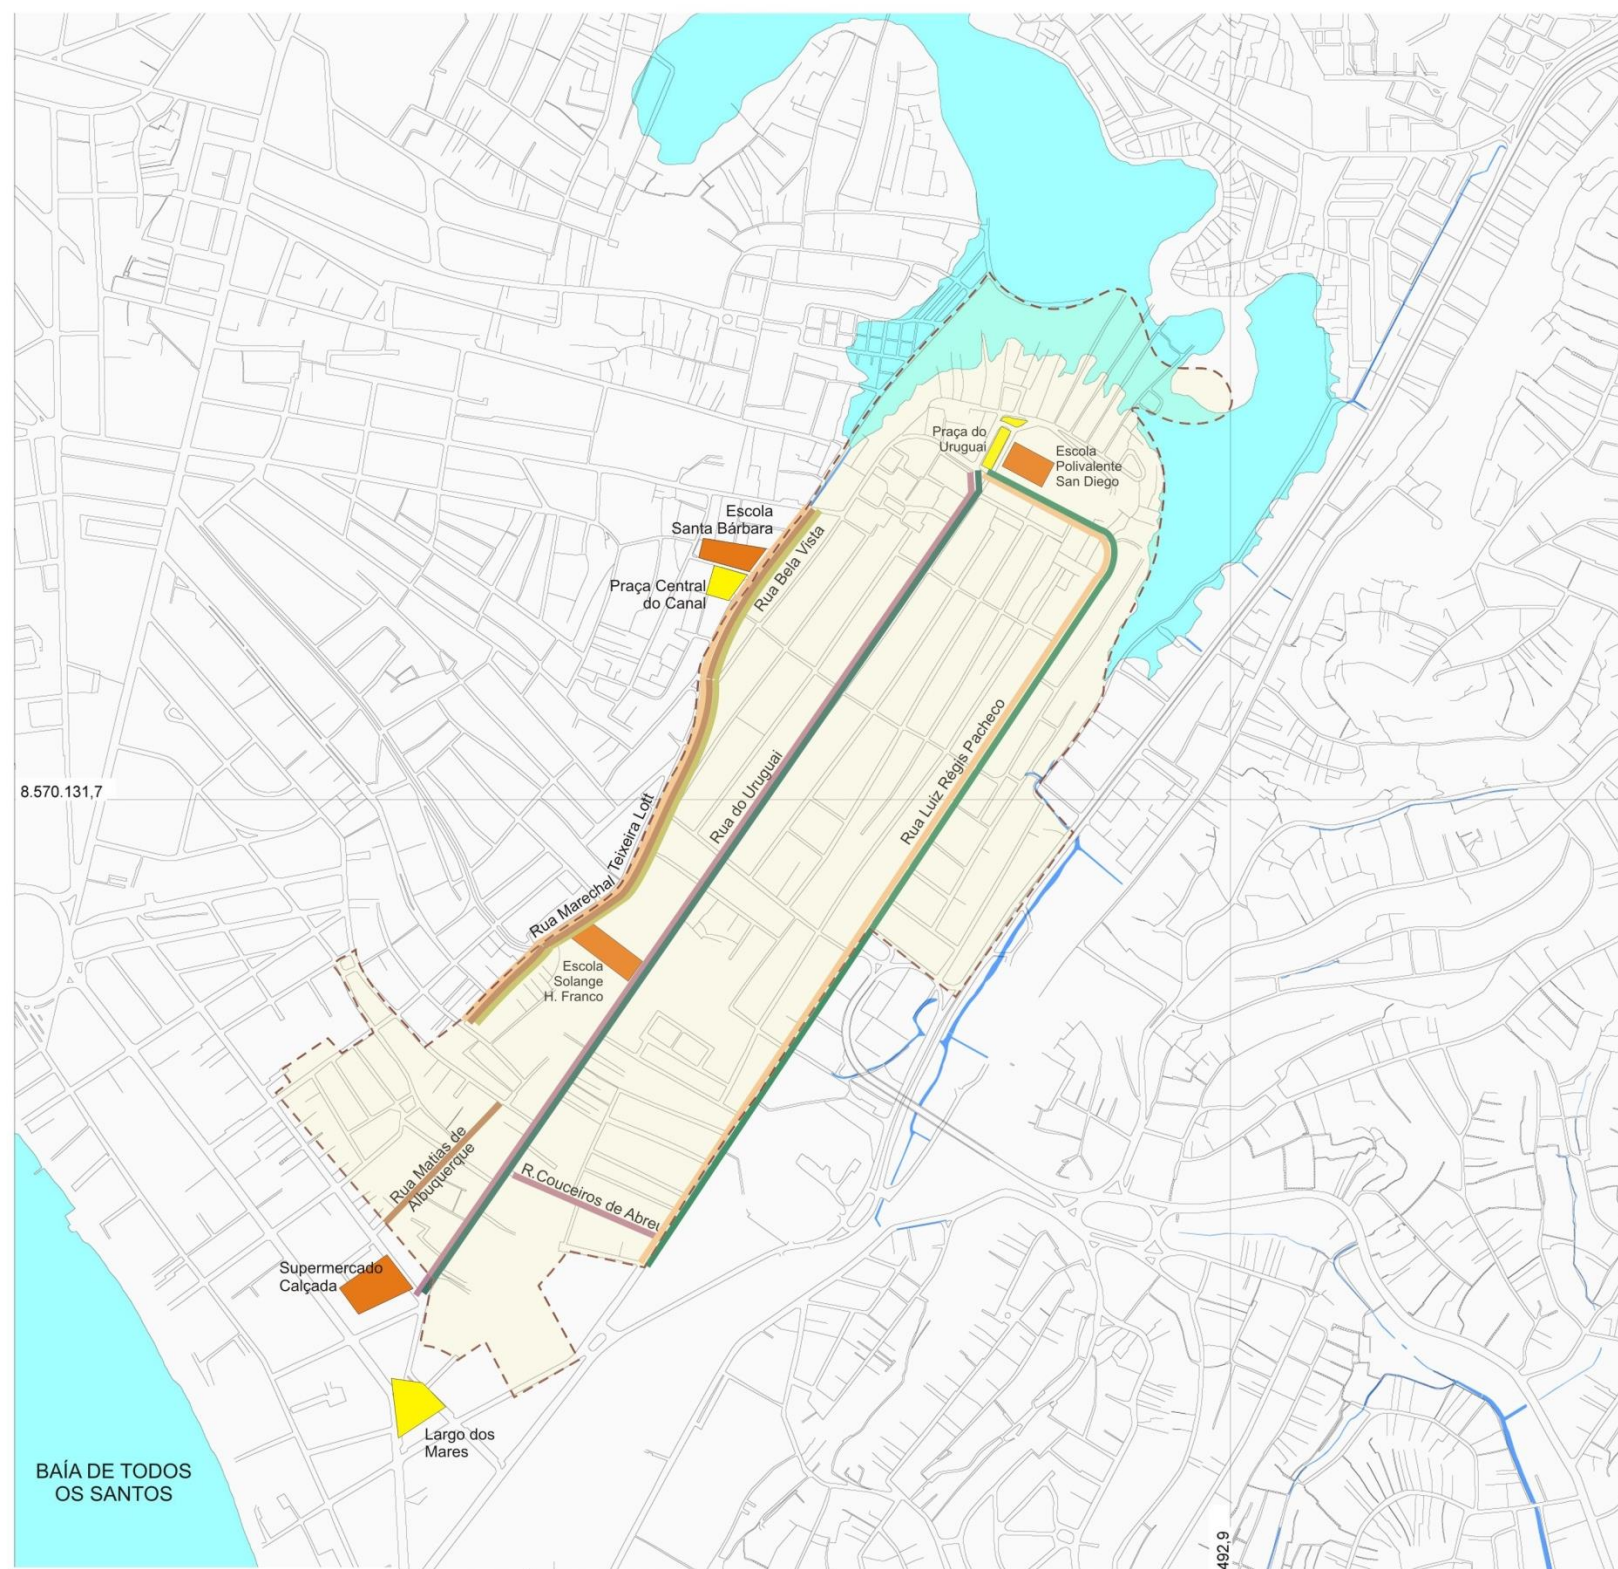 Praça do
Uruguai
Escola
Polivalente
San Diego
Escola
Santa Bárbara
Rua Bela Vista
Praça Central
do Canal
Rua Luiz Régis Pacheco
Rua do Uruguai
8.570.131,7
Rua Marechal Teixeira Lott
Escola
Solange
H. Franco
Rua Matias de
Albuquerque
R.Couceiros de Abreu
Supermercado
Calçada
Largo dos
Mares
BAÍA DE TODOS
OS SANTOS
492,9